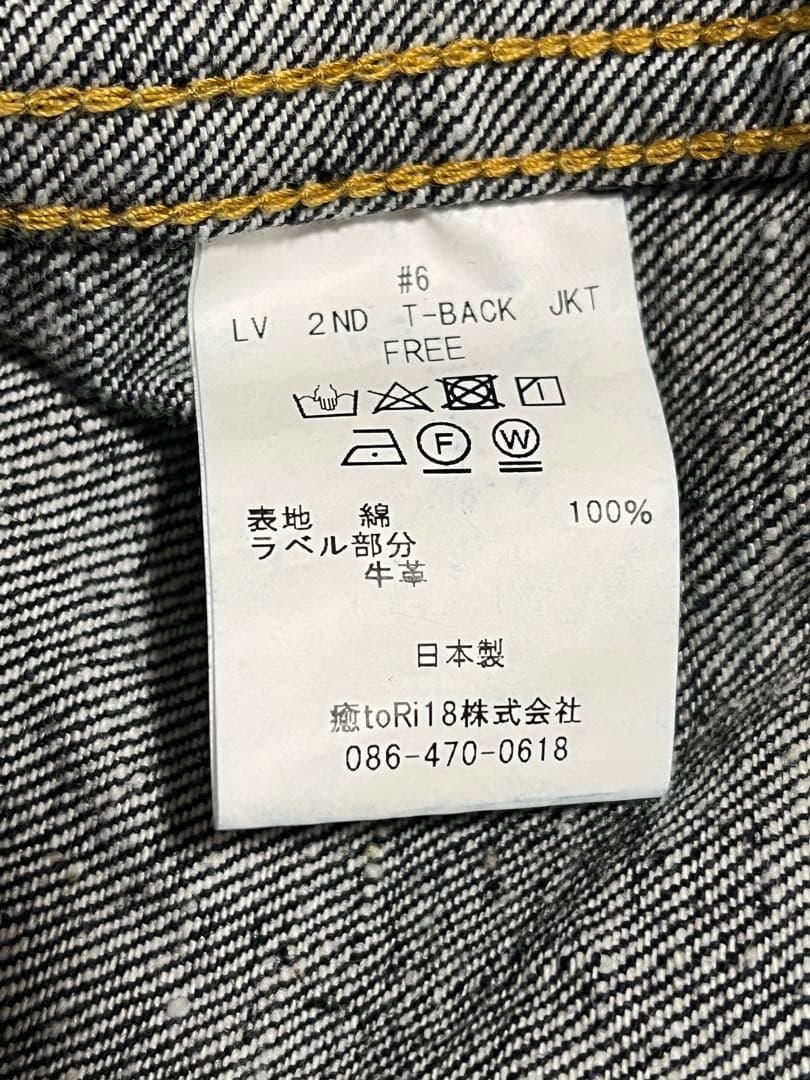 #6
LV 2ND T-BACK JKT
FREE
F W
表地 綿 100%
ラベル部分
牛革
日本製
癒toRi18株式会社
086-470-0618